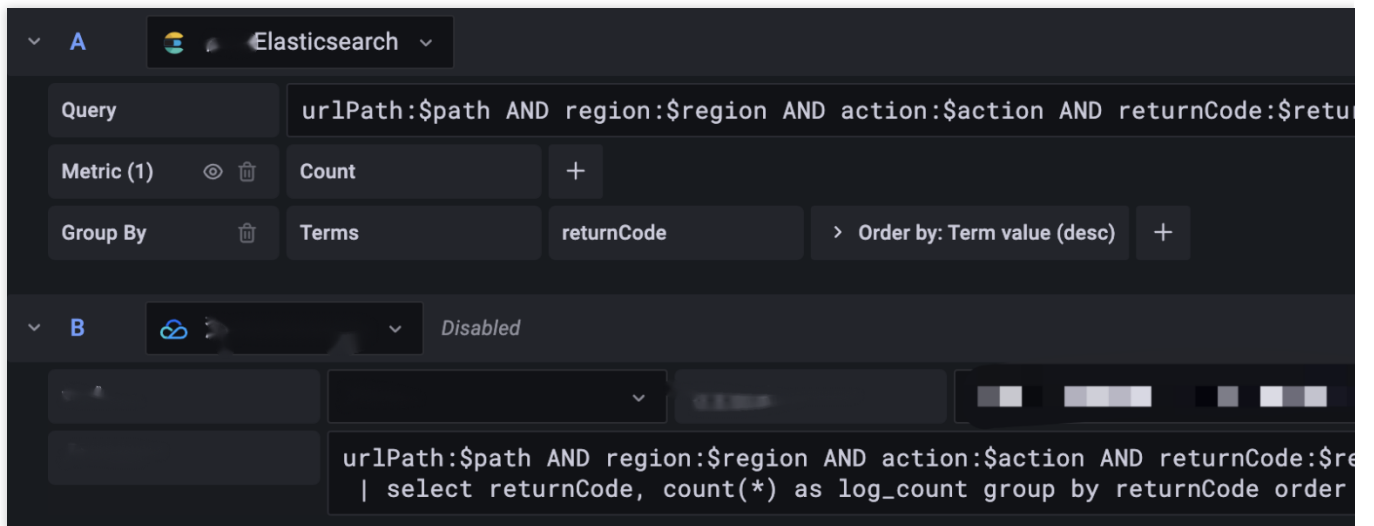 A Elasticsearch
Query urlPath:$path AND region:$region AND action:$action AND returnCode:$retu
Metric (1) Count +
Group By Terms returnCode > Order by: Term value (desc) +
B Disabled
urlPath:$path AND region:$region AND action:$action AND returnCode:$re
| select returnCode, count(*) as log_count group by returnCode order